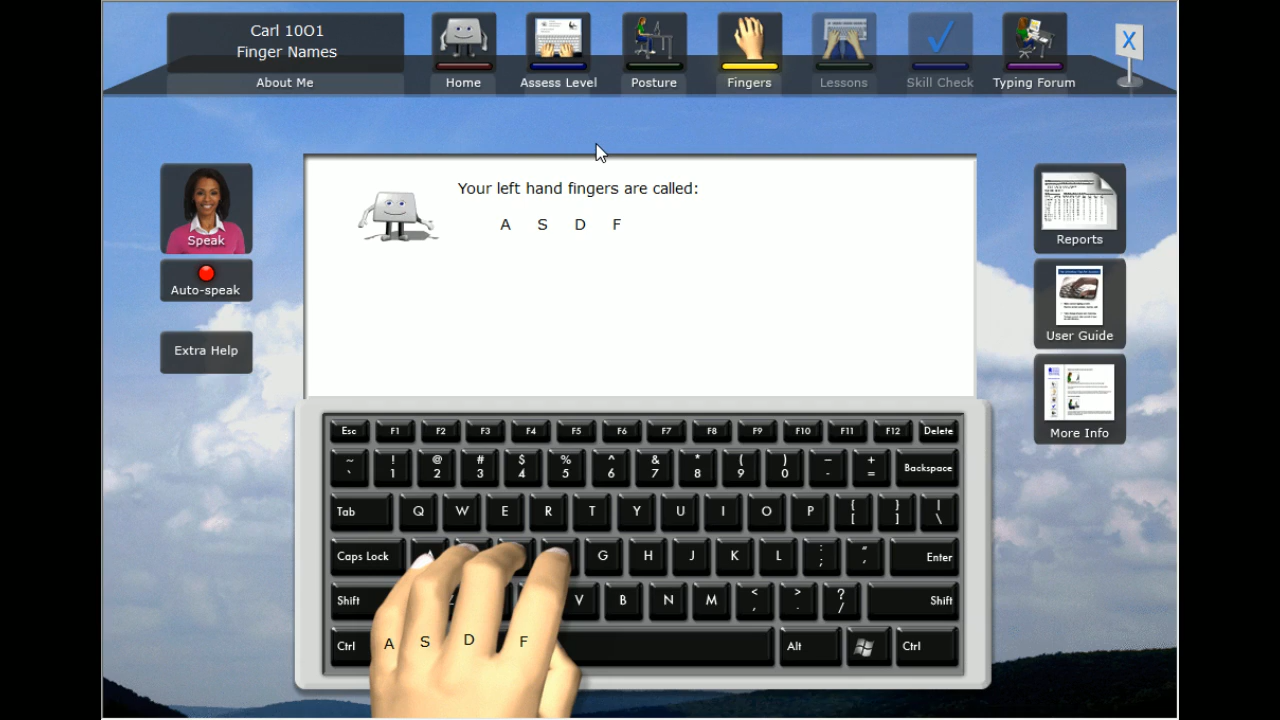 Carl 10O1
Finger Names
About Me
Home
Assess Level
Posture
Fingers
Lessons
Skill Check
Typing Forum
X
Speak
Auto-speak
Extra Help
Your left hand fingers are called:
A S D F
Reports
User Guide
More Info
Esc F1 F2 F3 F4 F5 F6 F7 F8 F9 F10 F11 F12 Delete
~ ! @ # $ % ^ & * ( ) — +
` 1 2 3 4 5 6 7 8 9 0 - = Backspace
Tab Q W E R T Y U I O P { } |
[ ] \
Caps Lock G H J K L : " Enter
; ,
Shift Z V B N M < > ? Shift
, . /
Ctrl A S D F Alt Ctrl